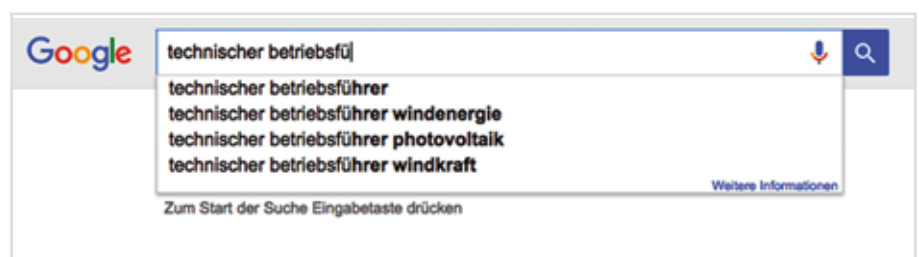 Google
technischer betriebsfü
technischer betriebsführer
technischer betriebsführer windenergie
technischer betriebsführer photovoltaik
technischer betriebsführer windkraft
Weitere Informationen
Zum Start der Suche Eingabetaste drücken